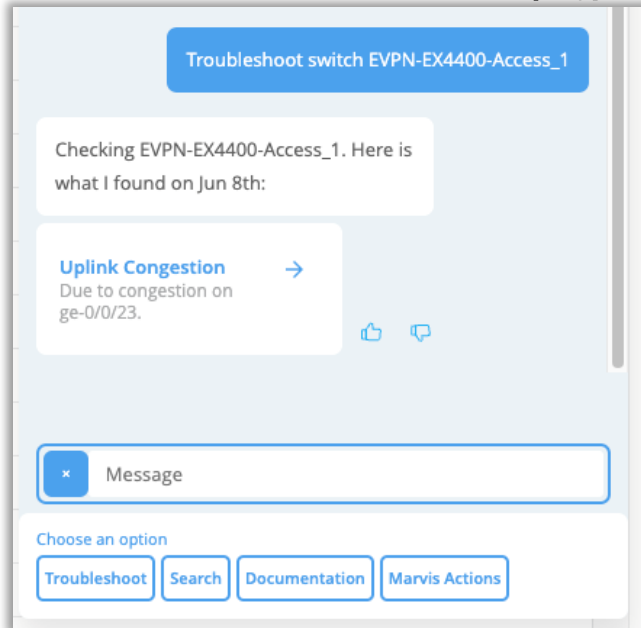 Troubleshoot switch EVPN-EX4400-Access_1
Checking EVPN-EX4400-Access_1. Here is
what I found on Jun 8th:
Uplink Congestion →
Due to congestion on
ge-0/0/23.
× Message
Choose an option
Troubleshoot Search Documentation Marvis Actions